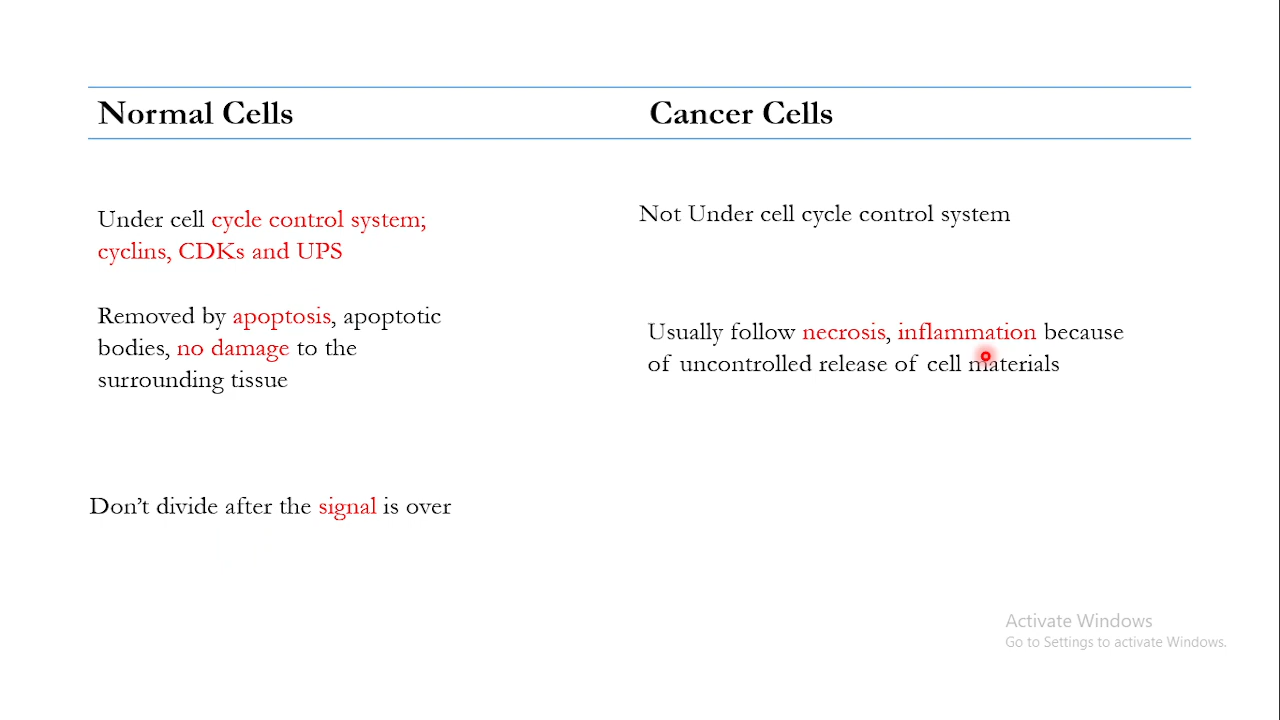 Normal Cells
Cancer Cells
Under cell cycle control system;
cyclins, CDKs and UPS
Not Under cell cycle control system
Removed by apoptosis, apoptotic
bodies, no damage to the
surrounding tissue
Usually follow necrosis, inflammation because
of uncontrolled release of cell materials
Don’t divide after the signal is over
Activate Windows
Go to Settings to activate Windows.